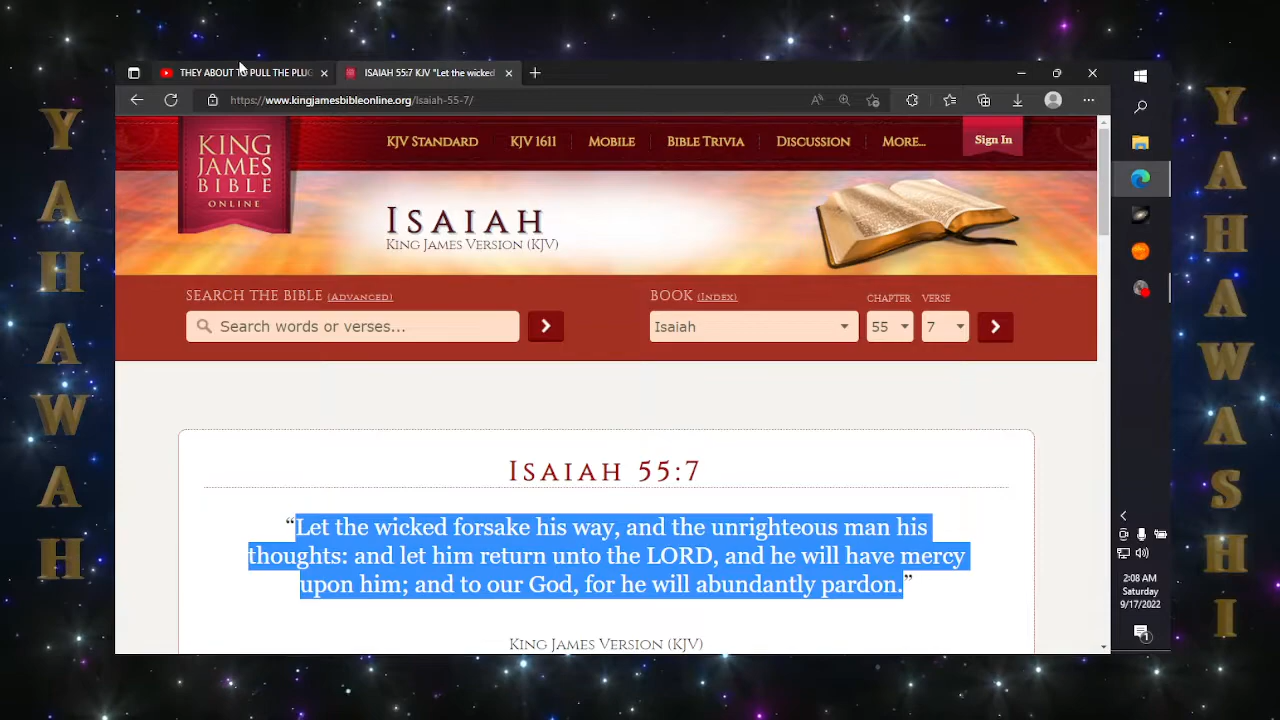 THEY ABOUT TO PULL THE PLUG
ISAIAH 55:7 KJV "Let the wicked
https://www.kingjamesbibleonline.org/Isaiah-55-7/
KING
JAMES
BIBLE
ONLINE
KJV STANDARD
KJV 1611
MOBILE
BIBLE TRIVIA
DISCUSSION
MORE...
Sign In
ISAIAH
KING JAMES VERSION (KJV)
SEARCH THE BIBLE (ADVANCED)
BOOK (INDEX)
CHAPTER
VERSE
Search words or verses...
Isaiah
55
7
ISAIAH 55:7
“Let the wicked forsake his way, and the unrighteous man his
thoughts: and let him return unto the LORD, and he will have mercy
upon him; and to our God, for he will abundantly pardon.”
KING JAMES VERSION (KJV)
2:08 AM
Saturday
9/17/2022
1
YAHAWAH
YAHAWASHI